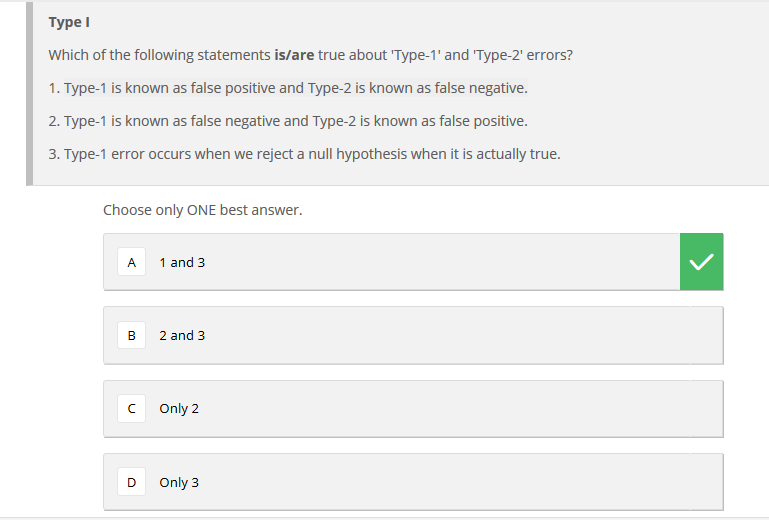 Type I
Which of the following statements is/are true about 'Type-1' and 'Type-2' errors?
1. Type-1 is known as false positive and Type-2 is known as false negative.
2. Type-1 is known as false negative and Type-2 is known as false positive.
3. Type-1 error occurs when we reject a null hypothesis when it is actually true.
Choose only ONE best answer.
A 1 and 3
B 2 and 3
C Only 2
D Only 3